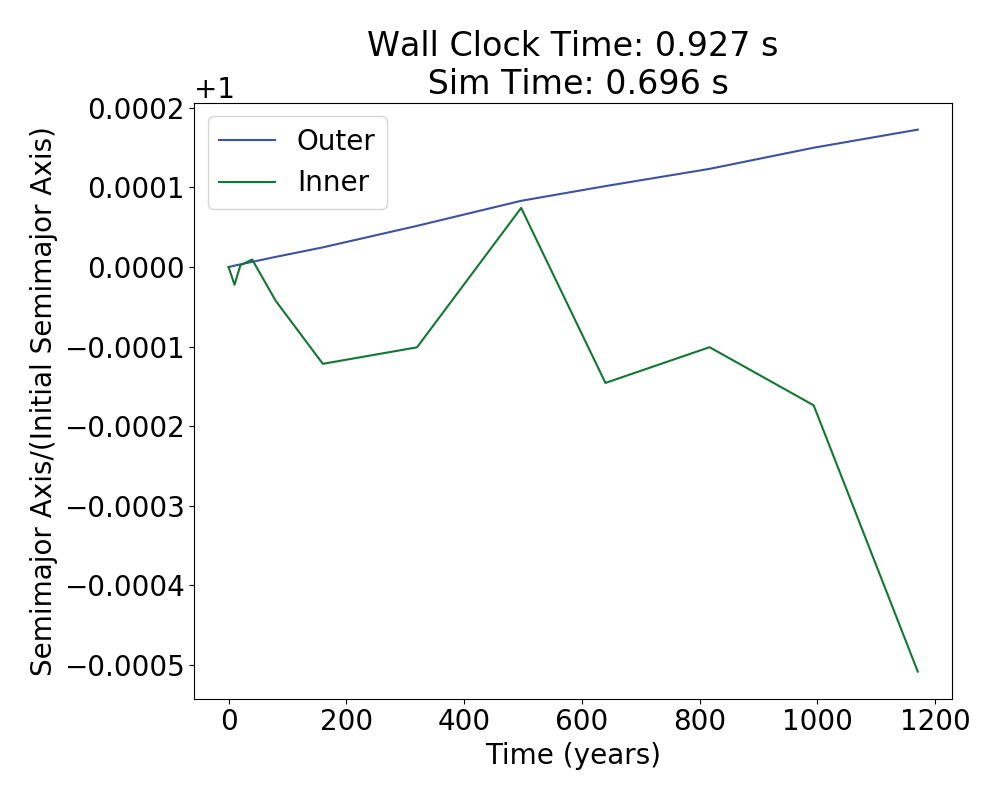 Wall Clock Time: 0.927 s
Sim Time: 0.696 s
+1
0.0002
0.0001
0.0000
−0.0001
−0.0002
−0.0003
−0.0004
−0.0005
Semimajor Axis/(Initial Semimajor Axis)
Outer
Inner
0 200 400 600 800 1000 1200
Time (years)